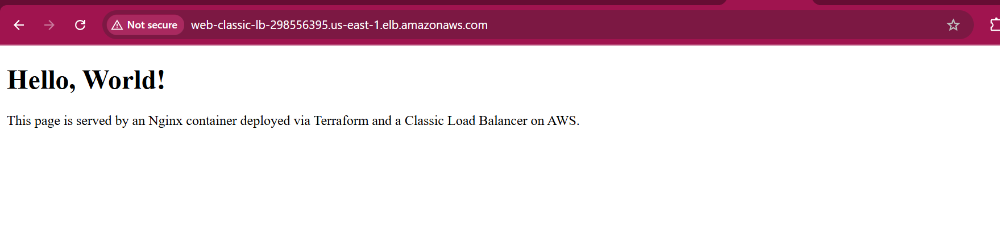 Not secure
web-classic-lb-298556395.us-east-1.elb.amazonaws.com
Hello, World!
This page is served by an Nginx container deployed via Terraform and a Classic Load Balancer on AWS.